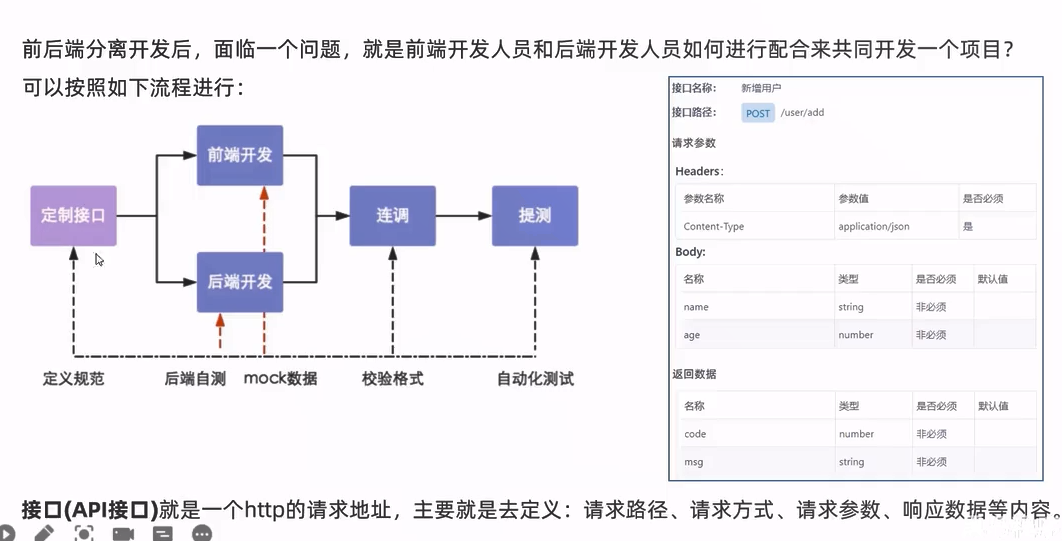 前后端分离开发后，面临一个问题，就是前端开发人员和后端开发人员如何进行配合来共同开发一个项目？
可以按照如下流程进行：
前端开发
定制接口
连调
提测
后端开发
定义规范
后端自测
mock数据
校验格式
自动化测试
接口名称： 新增用户
接口路径： POST /user/add
请求参数
Headers：
参数名称 参数值 是否必须
Content-Type application/json 是
Body:
名称 类型 是否必须 默认值
name string 非必须
age number 非必须
返回数据
名称 类型 是否必须 默认值
code number 非必须
msg string 非必须
接口(API接口)就是一个http的请求地址，主要就是去定义：请求路径、请求方式、请求参数、响应数据等内容。